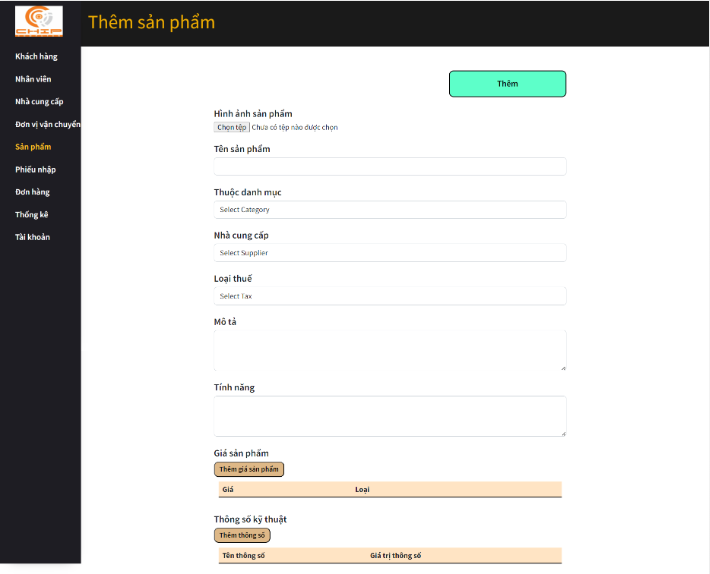 CHIP
Thêm sản phẩm
Khách hàng
Nhân viên
Nhà cung cấp
Đơn vị vận chuyển
Sản phẩm
Phiếu nhập
Đơn hàng
Thống kê
Tài khoản
Thêm
Hình ảnh sản phẩm
Chọn tệp Chưa có tệp nào được chọn
Tên sản phẩm
Thuộc danh mục
Select Category
Nhà cung cấp
Select Supplier
Loại thuế
Select Tax
Mô tả
Tính năng
Giá sản phẩm
Thêm giá sản phẩm
Giá Loại
Thông số kỹ thuật
Thêm thông số
Tên thông số Giá trị thông số